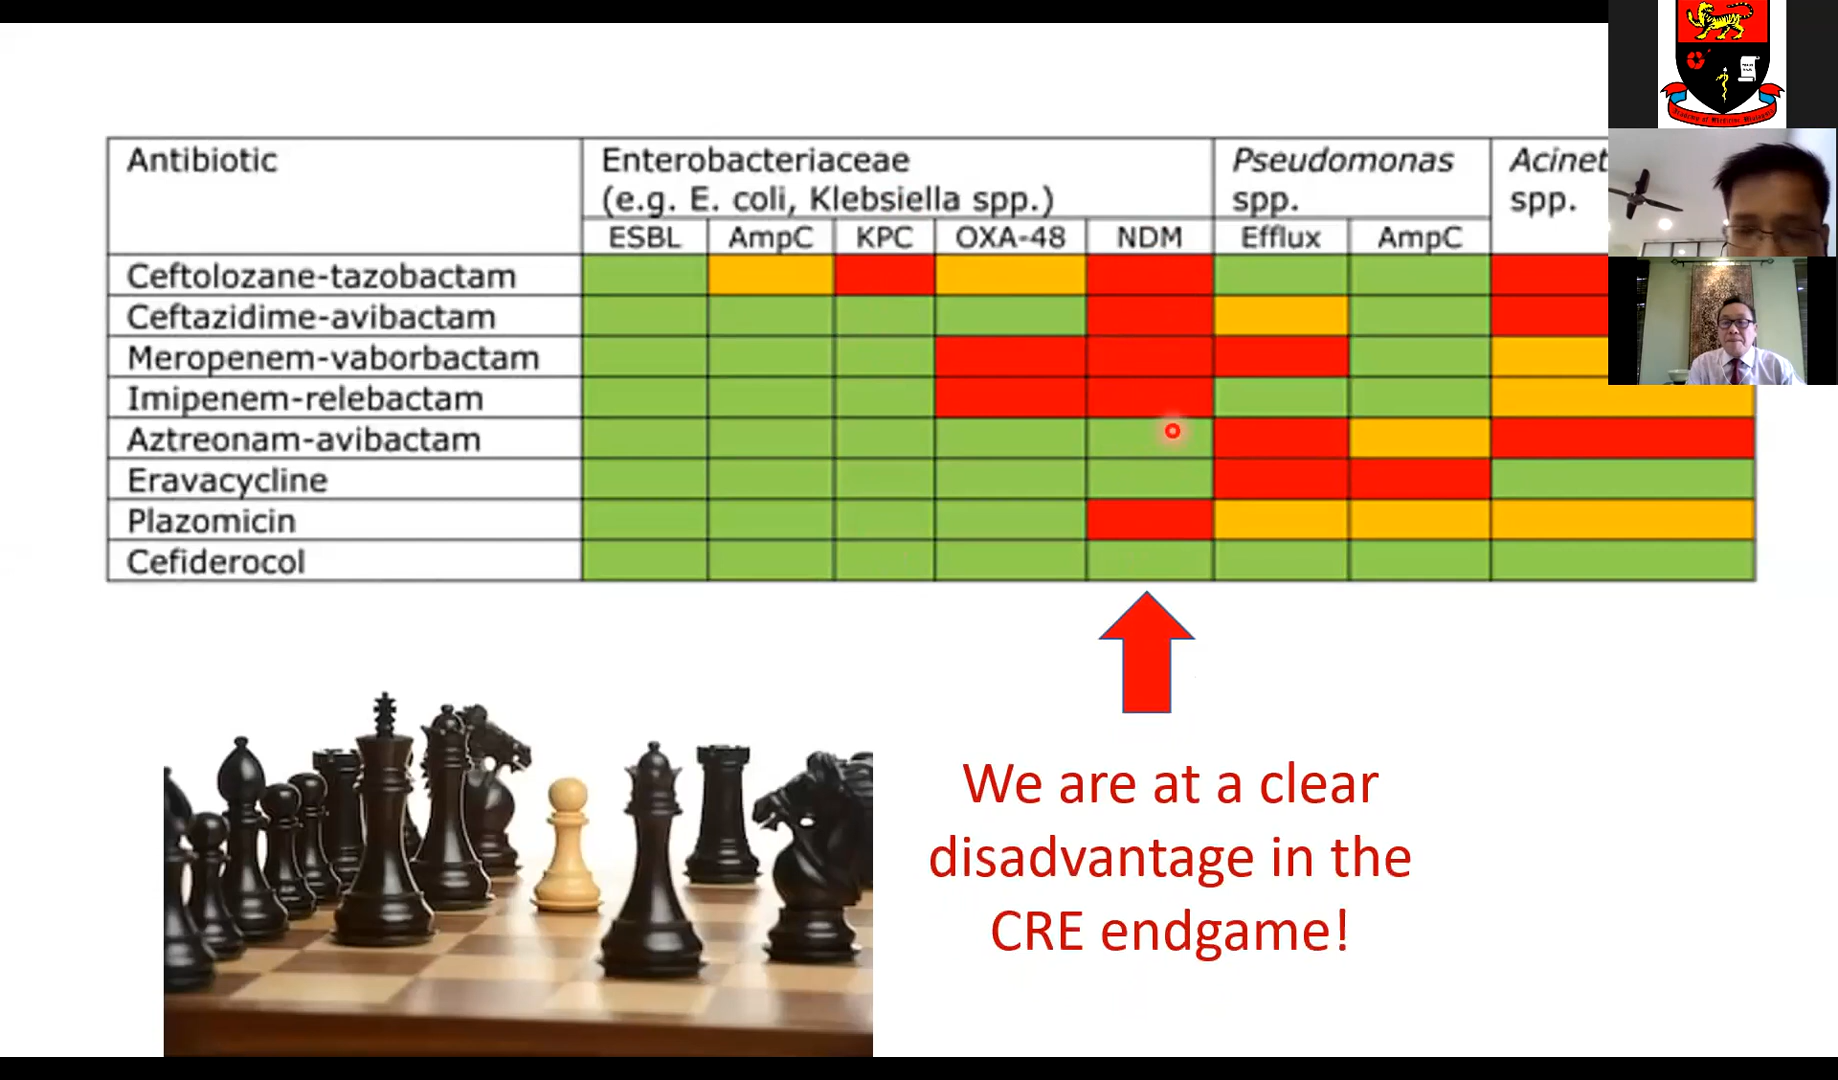 Antibiotic
Enterobacteriaceae
(e.g. E. coli, Klebsiella spp.)
Pseudomonas
spp.
Acinet
spp.
ESBL AmpC KPC OXA-48 NDM Efflux AmpC
Ceftolozane-tazobactam
Ceftazidime-avibactam
Meropenem-vaborbactam
Imipenem-relebactam
Aztreonam-avibactam
Eravacycline
Plazomicin
Cefiderocol
We are at a clear
disadvantage in the
CRE endgame!